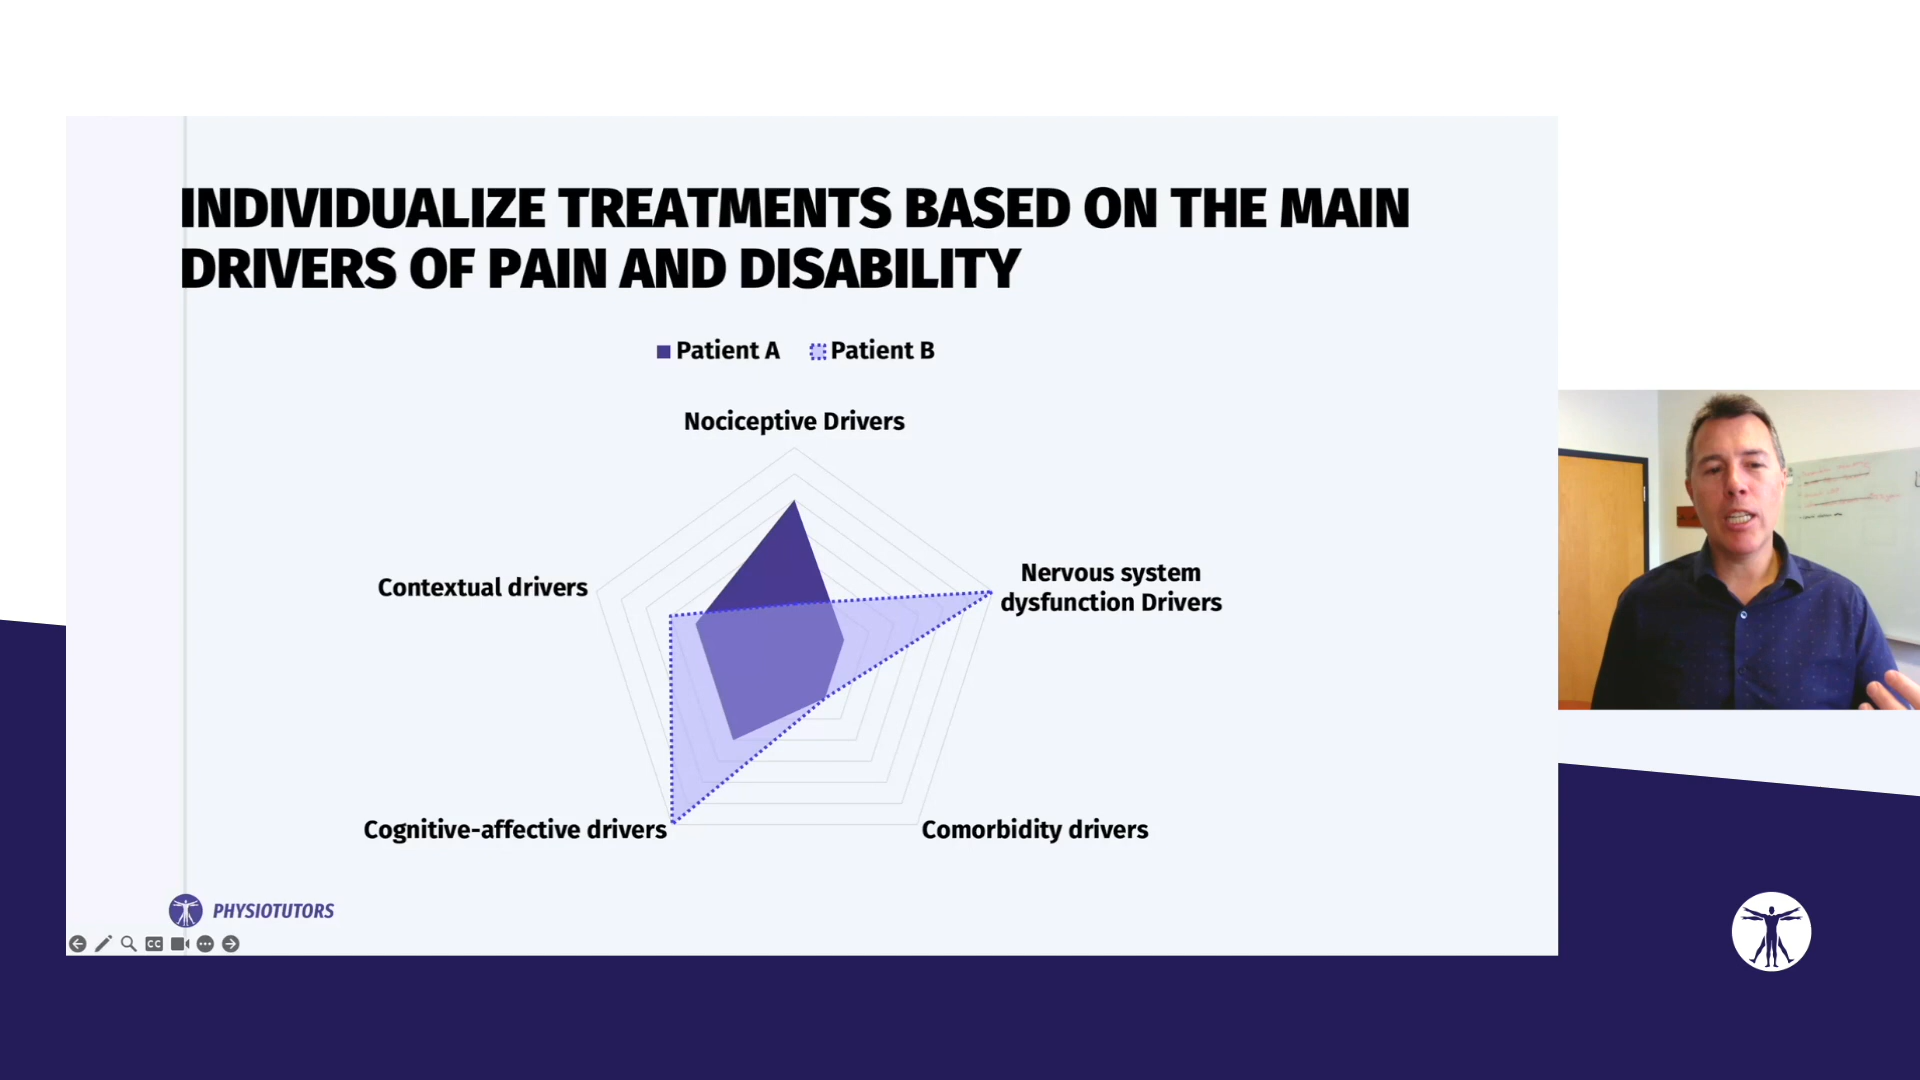 INDIVIDUALIZE TREATMENTS BASED ON THE MAIN
DRIVERS OF PAIN AND DISABILITY
Patient A
Patient B
Nociceptive Drivers
Contextual drivers
Nervous system
dysfunction Drivers
Cognitive-affective drivers
Comorbidity drivers
PHYSIOTUTORS
CC